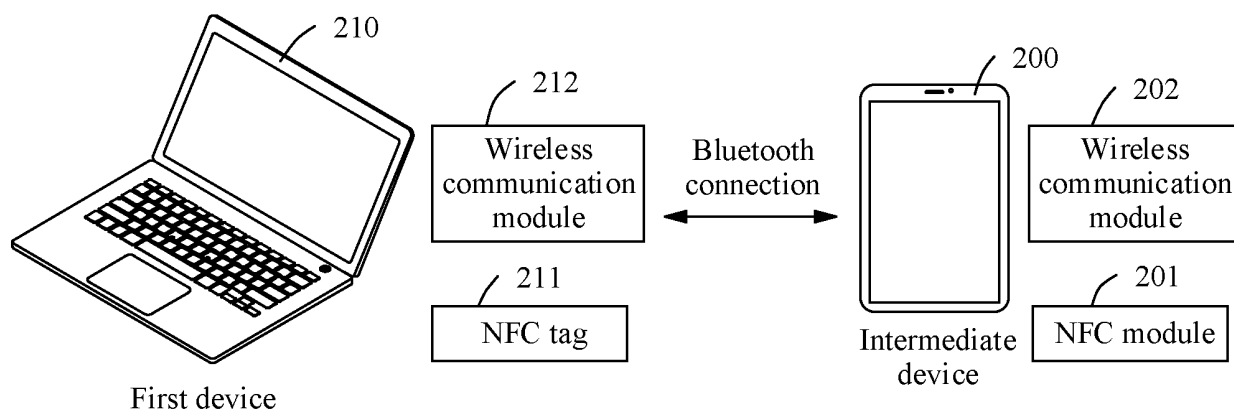 210
212
Wireless
communication
module
211
NFC tag
First device
Bluetooth
connection
200
Intermediate
device
202
Wireless
communication
module
201
NFC module